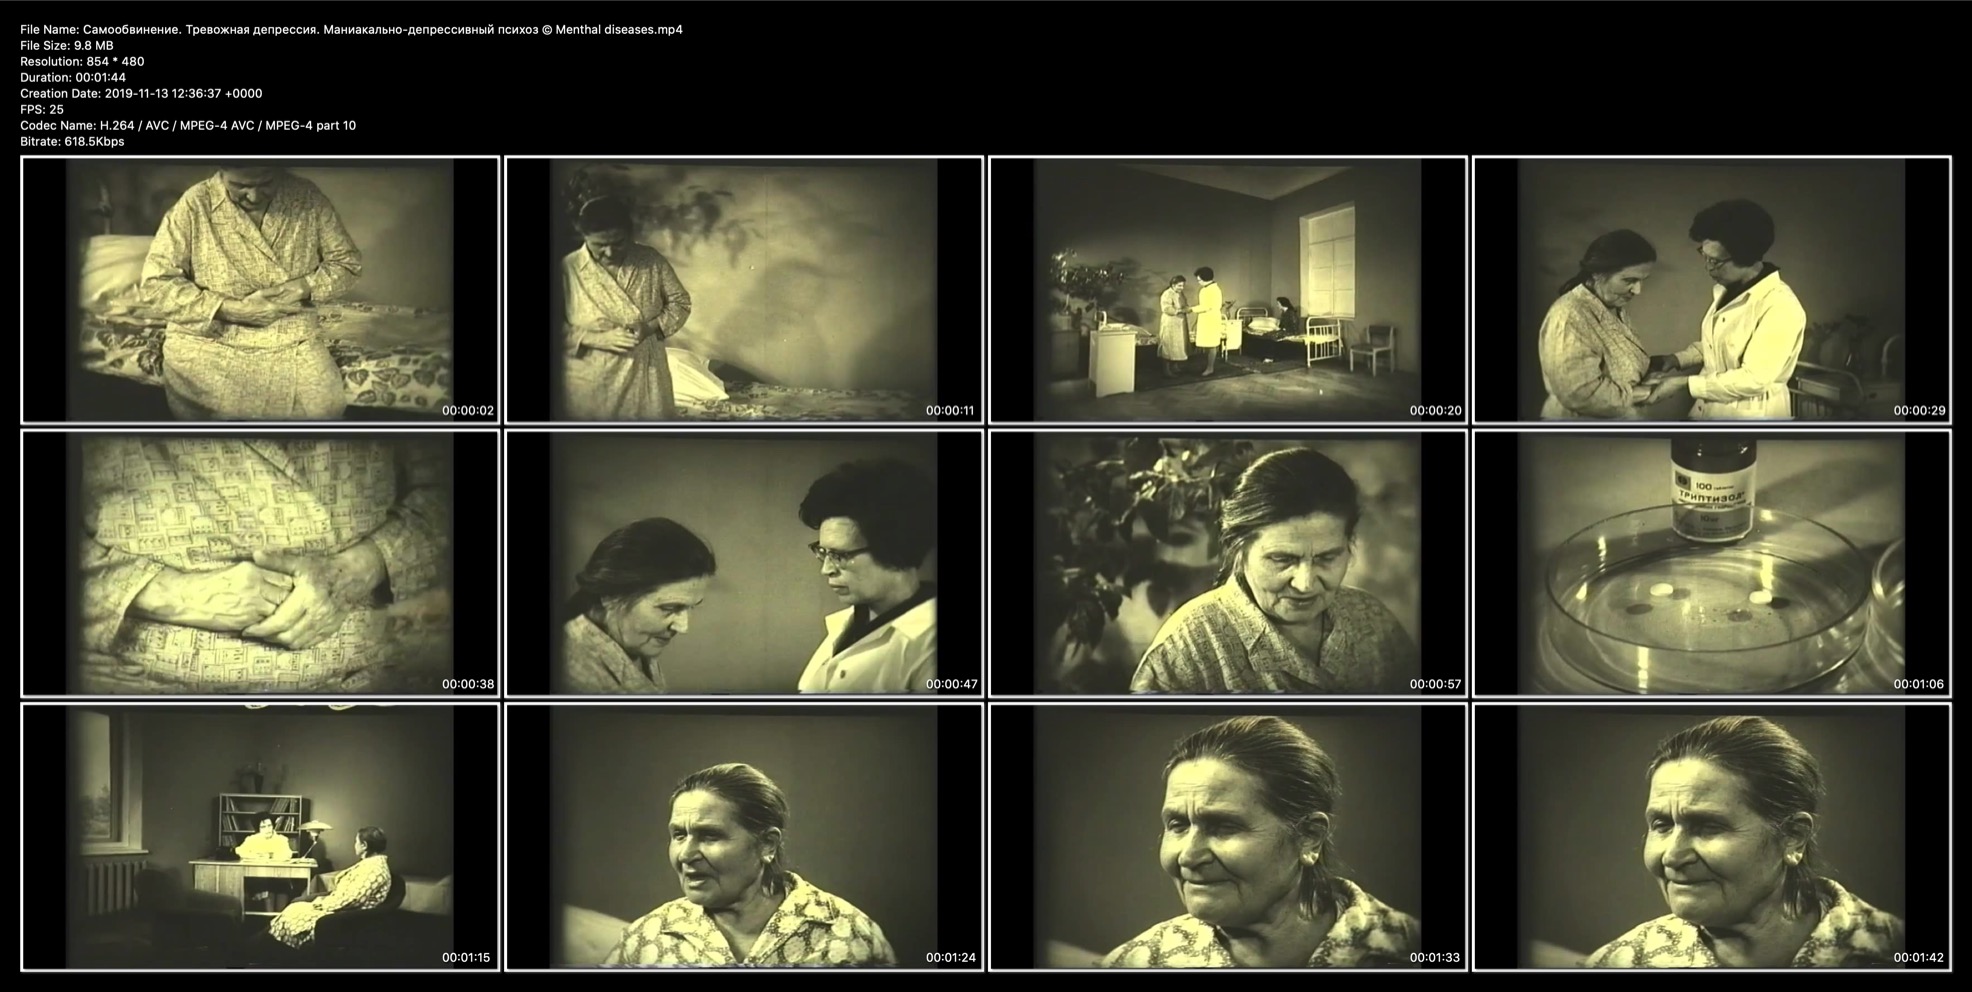 File Name: Самообвинение. Тревожная депрессия. Маниакально-депрессивный психоз © Menthal diseases.mp4
File Size: 9.8 MB
Resolution: 854 * 480
Duration: 00:01:44
Creation Date: 2019-11-13 12:36:37 +0000
FPS: 25
Codec Name: H.264 / AVC / MPEG-4 AVC / MPEG-4 part 10
Bitrate: 618.5Kbps
00:00:02
00:00:11
00:00:20
00:00:29
00:00:38
00:00:47
00:00:57
100
ТРИПТИЗОЛ
00:01:06
00:01:15
00:01:24
00:01:33
00:01:42